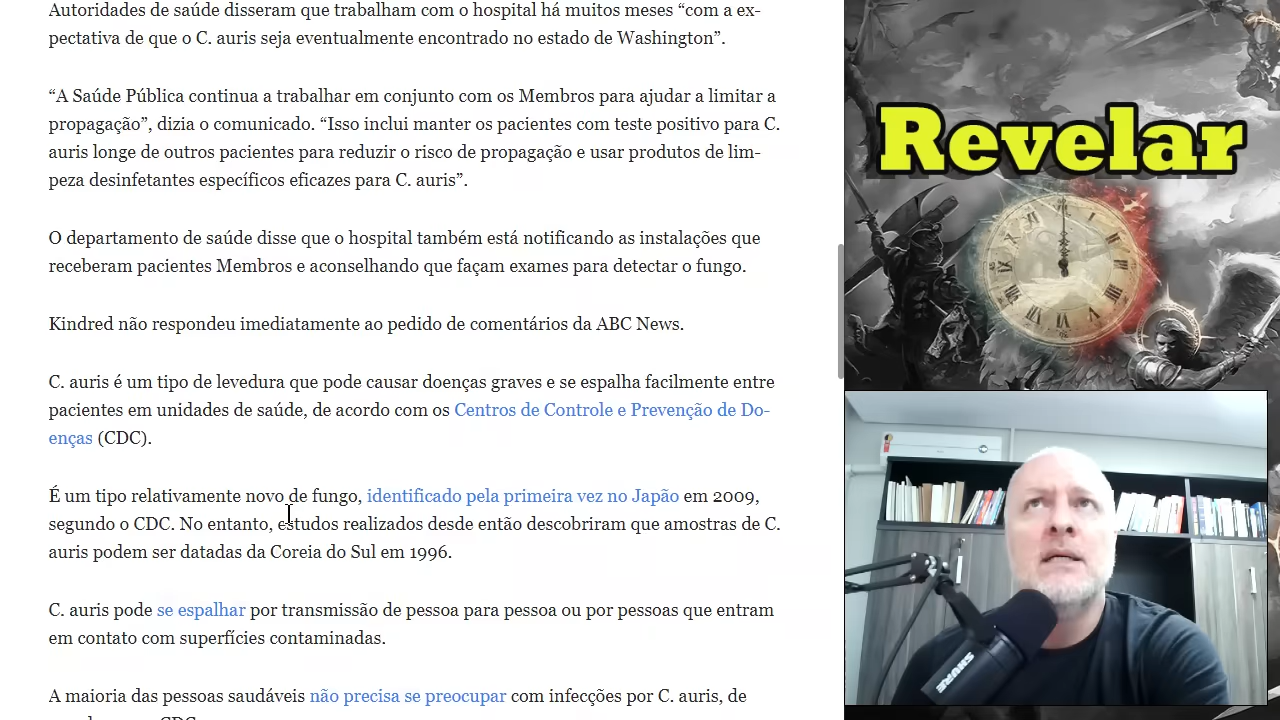 Autoridades de saúde disseram que trabalham com o hospital há muitos meses “com a ex-
pectativa de que o C. auris seja eventualmente encontrado no estado de Washington”.
“A Saúde Pública continua a trabalhar em conjunto com os Membros para ajudar a limitar a
propagação”, dizia o comunicado. “Isso inclui manter os pacientes com teste positivo para C.
auris longe de outros pacientes para reduzir o risco de propagação e usar produtos de lim-
peza desinfetantes específicos eficazes para C. auris”.
O departamento de saúde disse que o hospital também está notificando as instalações que
receberam pacientes Membros e aconselhando que façam exames para detectar o fungo.
Kindred não respondeu imediatamente ao pedido de comentários da ABC News.
C. auris é um tipo de levedura que pode causar doenças graves e se espalha facilmente entre
pacientes em unidades de saúde, de acordo com os Centros de Controle e Prevenção de Do-
enças (CDC).
É um tipo relativamente novo de fungo, identificado pela primeira vez no Japão em 2009,
segundo o CDC. No entanto, estudos realizados desde então descobriram que amostras de C.
auris podem ser datadas da Coreia do Sul em 1996.
C. auris pode se espalhar por transmissão de pessoa para pessoa ou por pessoas que entram
em contato com superfícies contaminadas.
A maioria das pessoas saudáveis não precisa se preocupar com infecções por C. auris, de
Revelar
SHURE